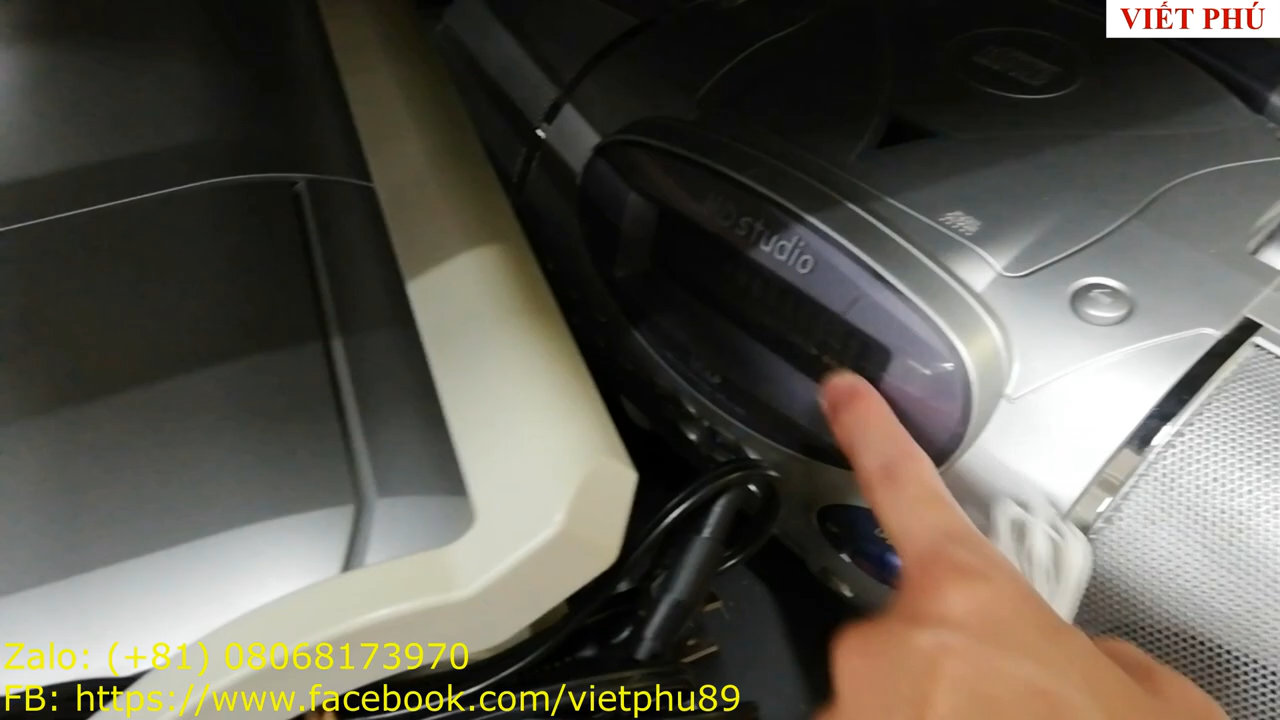 VIẾT PHÚ
studio
Zalo: (+81) 08068173970
FB: https://www.facebook.com/vietphu89